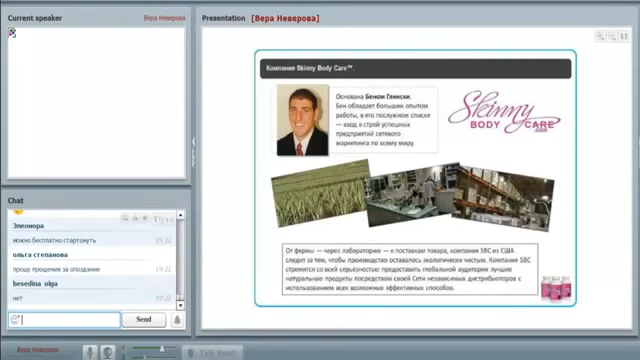 Current speaker
Вера Неверова
Presentation
[Вера Неверова]
Компания Skinny Body Care™.
Основана Беном Глински.
Бен обладает большим опытом
работы, в его послужном списке
— ввод в строй успешных
предприятий сетевого
маркетинга по всему миру.
Skinny
BODY CARE
.com
От фермы — через лабораторию — к поставкам товара, компания SBC из США
следит за тем, чтобы производство оставалось экологически чистым. Компания SBC
стремится со всей серьёзностью предоставить глобальной аудитории лучшие
натуральные продукты посредством своей Сети независимых дистрибьюторов с
использованием всех возможных эффективных способов.
Chat
Элеонора
можно бесплатно стартонуть
19:22
ольга степанова
прошу прощения за опоздание
19:22
besedina olga
нет
19:22
Send
Вера Неверова
Talk Now!